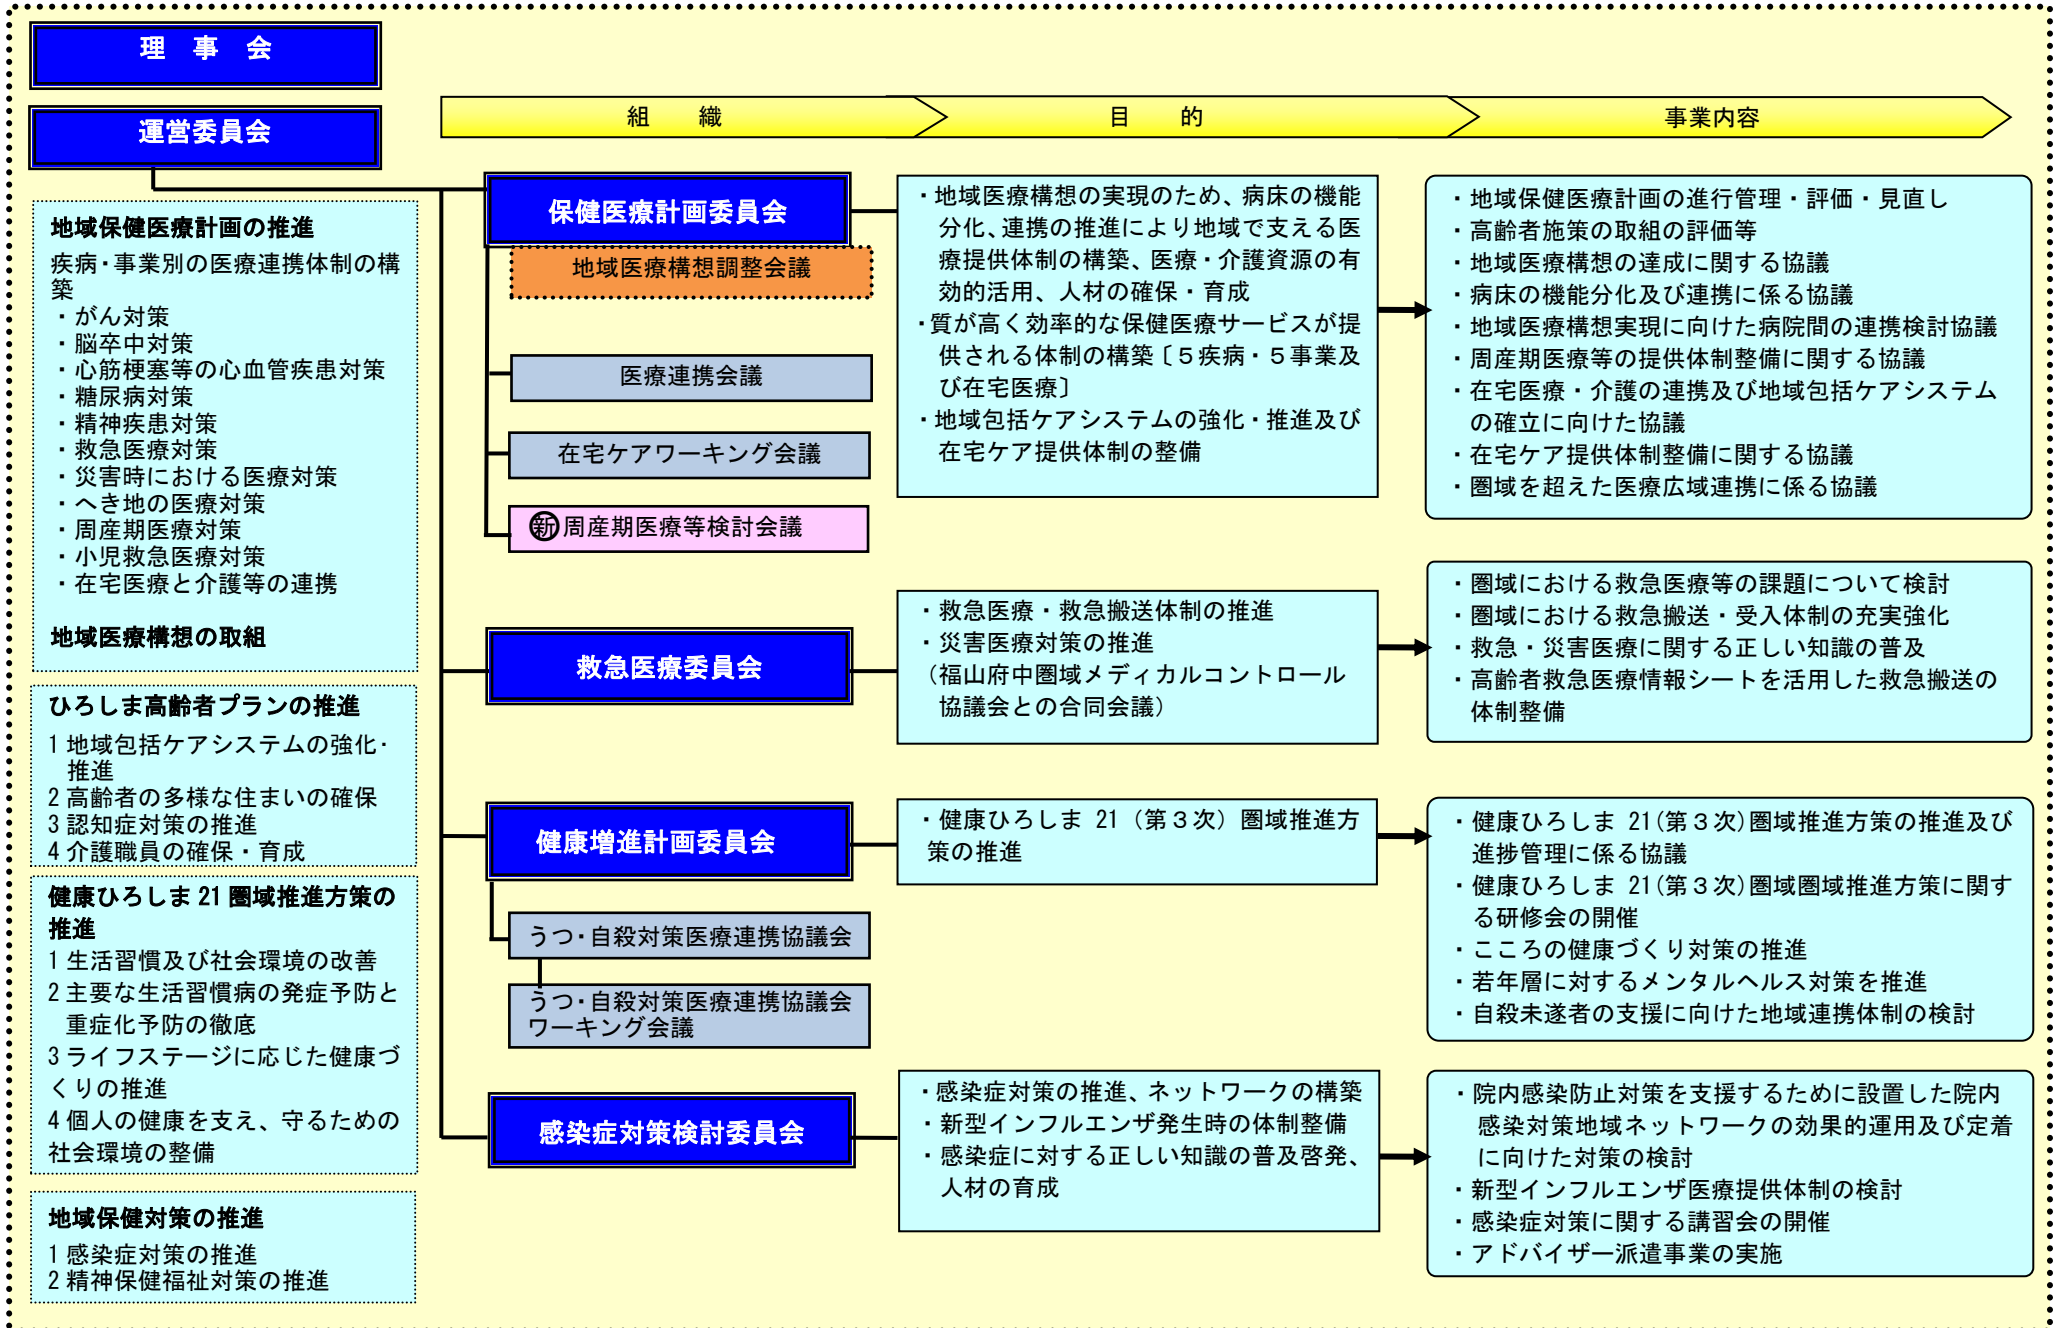 理　事　会
運営委員会
組　　織
目　　的
事業内容
地域保健医療計画の推進
疾病・事業別の医療連携体制の構
築
・がん対策
・脳卒中対策
・心筋梗塞等の心血管疾患対策
・糖尿病対策
・精神疾患対策
・救急医療対策
・災害時における医療対策
・へき地の医療対策
・周産期医療対策
・小児救急医療対策
・在宅医療と介護等の連携
地域医療構想の取組
ひろしま高齢者プランの推進
1 地域包括ケアシステムの強化・
推進
2 高齢者の多様な住まいの確保
3 認知症対策の推進
4 介護職員の確保・育成
健康ひろしま 21 圏域推進方策の
推進
1 生活習慣及び社会環境の改善
2 主要な生活習慣病の発症予防と
重症化予防の徹底
3 ライフステージに応じた健康づ
くりの推進
4 個人の健康を支え、守るための
社会環境の整備
地域保健対策の推進
1 感染症対策の推進
2 精神保健福祉対策の推進
保健医療計画委員会
地域医療構想調整会議
医療連携会議
在宅ケアワーキング会議
㊟新周産期医療等検討会議
・地域医療構想の実現のため、病床の機能
分化、連携の推進により地域で支える医
療提供体制の構築、医療・介護資源の有
効的活用、人材の確保・育成
・質が高く効率的な保健医療サービスが提
供される体制の構築〔５疾病・５事業及
び在宅医療〕
・地域包括ケアシステムの強化・推進及び
在宅ケア提供体制の整備
・地域保健医療計画の進行管理・評価・見直し
・高齢者施策の取組の評価等
・地域医療構想の達成に関する協議
・病床の機能分化及び連携に係る協議
・地域医療構想実現に向けた病院間の連携検討協議
・周産期医療等の提供体制整備に関する協議
・在宅医療・介護の連携及び地域包括ケアシステム
の確立に向けた協議
・在宅ケア提供体制整備に関する協議
・圏域を超えた医療広域連携に係る協議
救急医療委員会
・救急医療・救急搬送体制の推進
・災害医療対策の推進
（福山府中圏域メディカルコントロール
協議会との合同会議）
・圏域における救急医療等の課題について検討
・圏域における救急搬送・受入体制の充実強化
・救急・災害医療に関する正しい知識の普及
・高齢者救急医療情報シートを活用した救急搬送の
体制整備
健康増進計画委員会
うつ・自殺対策医療連携協議会
うつ・自殺対策医療連携協議会
ワーキング会議
・健康ひろしま 21（第３次）圏域推進方
策の推進
・健康ひろしま 21(第３次)圏域推進方策の推進及び
進捗管理に係る協議
・健康ひろしま 21(第３次)圏域圏域推進方策に関す
る研修会の開催
・こころの健康づくり対策の推進
・若年層に対するメンタルヘルス対策を推進
・自殺未遂者の支援に向けた地域連携体制の検討
感染症対策検討委員会
・感染症対策の推進、ネットワークの構築
・新型インフルエンザ発生時の体制整備
・感染症に対する正しい知識の普及啓発、
人材の育成
・院内感染防止対策を支援するために設置した院内
感染対策地域ネットワークの効果的運用及び定着
に向けた対策の検討
・新型インフルエンザ医療提供体制の検討
・感染症対策に関する講習会の開催
・アドバイザー派遣事業の実施